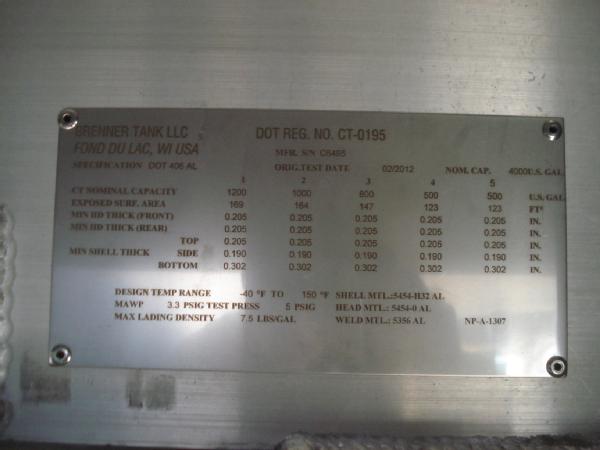 BRENNER TANK LLC DOT REG. NO. CT-0195
FOND DU LAC, WI USA MFR. S/N C6495
SPECIFICATION DOT 406 AL ORIG.TEST DATE 02/2012 NOM. CAP. 4000 U.S. GAL
1 2 3 4 5
CT NOMINAL CAPACITY 1200 1000 800 500 500 U.S. GAL
EXPOSED SURF. AREA 169 164 147 123 123 FT²
MIN HD THICK (FRONT) 0.205 0.205 0.205 0.205 0.205 IN.
MIN HD THICK (REAR) 0.205 0.205 0.205 0.205 0.205 IN.
TOP 0.205 0.205 0.205 0.205 0.205 IN.
MIN SHELL THICK SIDE 0.190 0.190 0.190 0.190 0.190 IN.
BOTTOM 0.302 0.302 0.302 0.302 0.302 IN.
DESIGN TEMP RANGE -40 °F TO 150 °F SHELL MTL.:5454-H32 AL
MAWP 3.3 PSIG TEST PRESS 5 PSIG HEAD MTL.: 5454-0 AL
MAX LADING DENSITY 7.5 LBS/GAL WELD MTL.: 5356 AL NP-A-1307